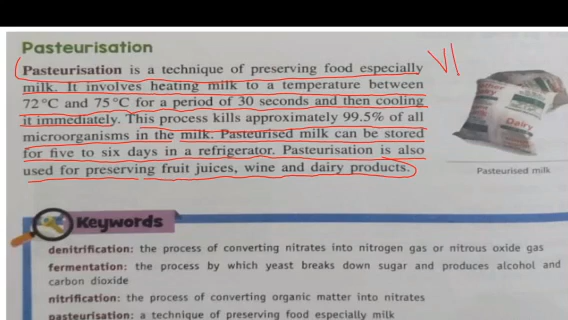 Pasteurisation
Pasteurisation is a technique of preserving food especially
milk. It involves heating milk to a temperature between
72 °C and 75 °C for a period of 30 seconds and then cooling
it immediately. This process kills approximately 99.5% of all
microorganisms in the milk. Pasteurised milk can be stored
for five to six days in a refrigerator. Pasteurisation is also
used for preserving fruit juices, wine and dairy products.
VI
Dairy
Pasteurised milk
Keywords
denitrification: the process of converting nitrates into nitrogen gas or nitrous oxide gas
fermentation: the process by which yeast breaks down sugar and produces alcohol and
carbon dioxide
nitrification: the process of converting organic matter into nitrates
pasteurisation: a technique of preserving food especially milk